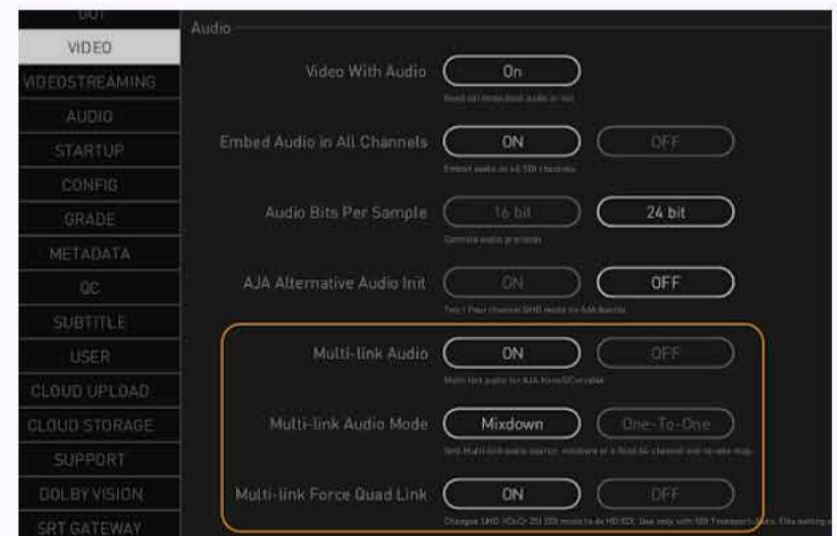 GUI
Audio
VIDEO
VIDEOSTREAMING
AUDIO
STARTUP
CONFIG
GRADE
METADATA
QC
SUBTITLE
USER
CLOUD UPLOAD
CLOUD STORAGE
SUPPORT
DOLBY VISION
SRT GATEWAY
Video With Audio On
Embed Audio in All Channels ON OFF
Audio Bits Per Sample 16 bit 24 bit
Controls audio precision
AJA Alternative Audio Init ON OFF
Multi-link Audio ON OFF
Multi-link Audio Mode Mixdown One-To-One
Multi-link Force Quad Link ON OFF